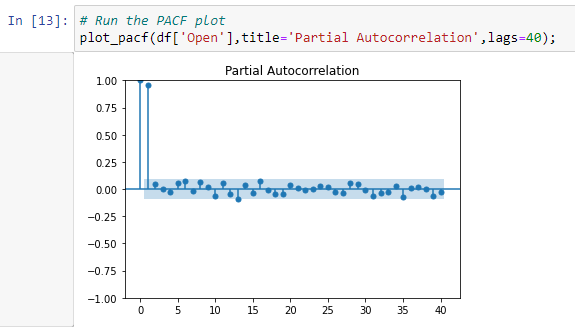 In [13]: # Run the PACF plot
plot_pacf(df['Open'],title='Partial Autocorrelation',lags=40);
Partial Autocorrelation
1.00
0.75
0.50
0.25
0.00
−0.25
−0.50
−0.75
−1.00
0 5 10 15 20 25 30 35 40